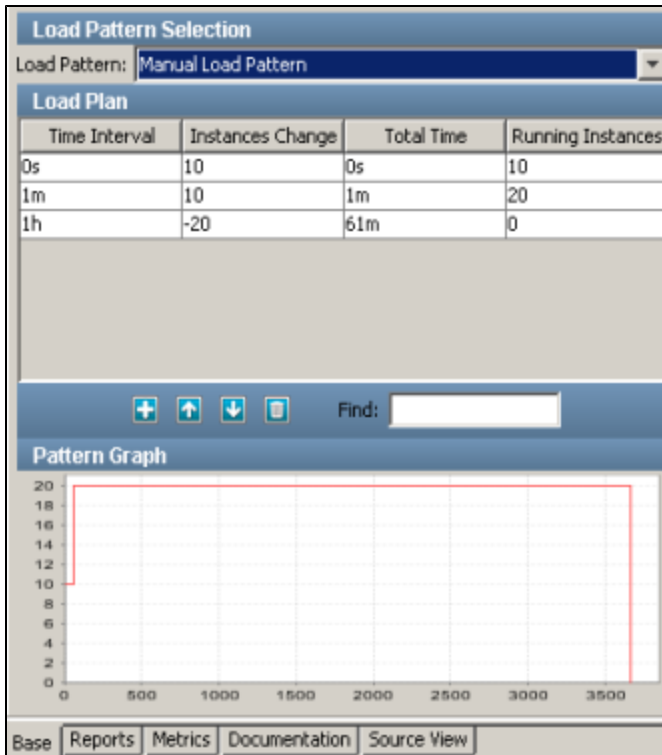 Load Pattern Selection
Load Pattern: Manual Load Pattern
Load Plan
Time Interval Instances Change Total Time Running Instances
0s 10 0s 10
1m 10 1m 20
1h -20 61m 0
Find:
Pattern Graph
20
18
16
14
12
10
8
6
4
2
0
0 500 1000 1500 2000 2500 3000 3500
Base Reports Metrics Documentation Source View